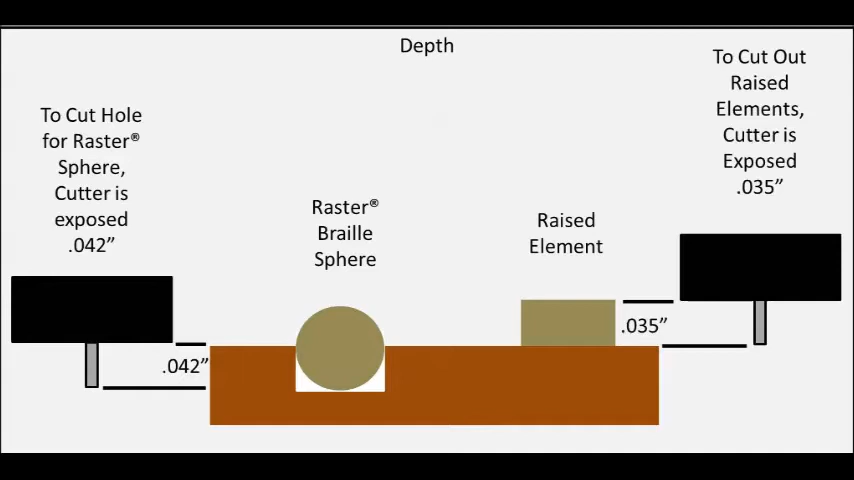 Depth
To Cut Hole
for Raster®
Sphere,
Cutter is
exposed
.042”
Raster®
Braille
Sphere
Raised
Element
To Cut Out
Raised
Elements,
Cutter is
Exposed
.035”
.042”
.035”